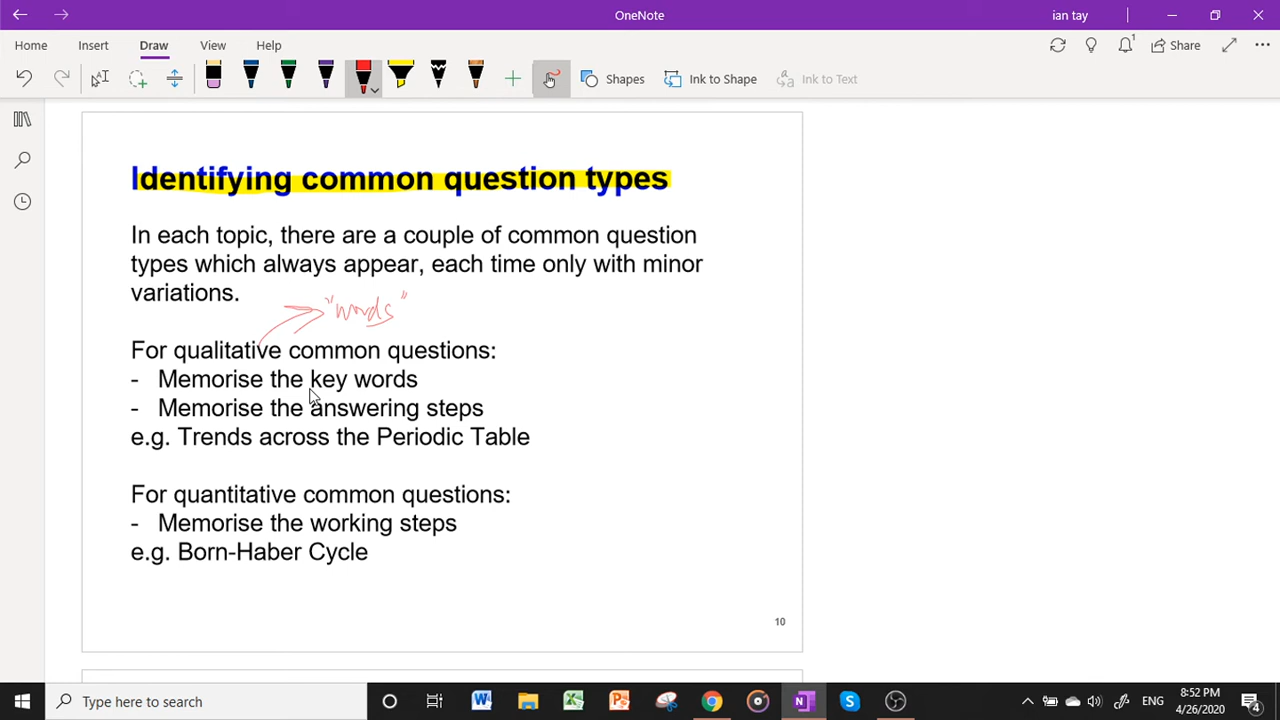 OneNote
ian tay
Home Insert Draw View Help
1
Share
Shapes
Ink to Shape
Ink to Text
Identifying common question types
In each topic, there are a couple of common question
types which always appear, each time only with minor
variations.
"words"
For qualitative common questions:
- Memorise the key words
- Memorise the answering steps
e.g. Trends across the Periodic Table
For quantitative common questions:
- Memorise the working steps
e.g. Born-Haber Cycle
10
Type here to search
ENG
8:52 PM
4/26/2020
4